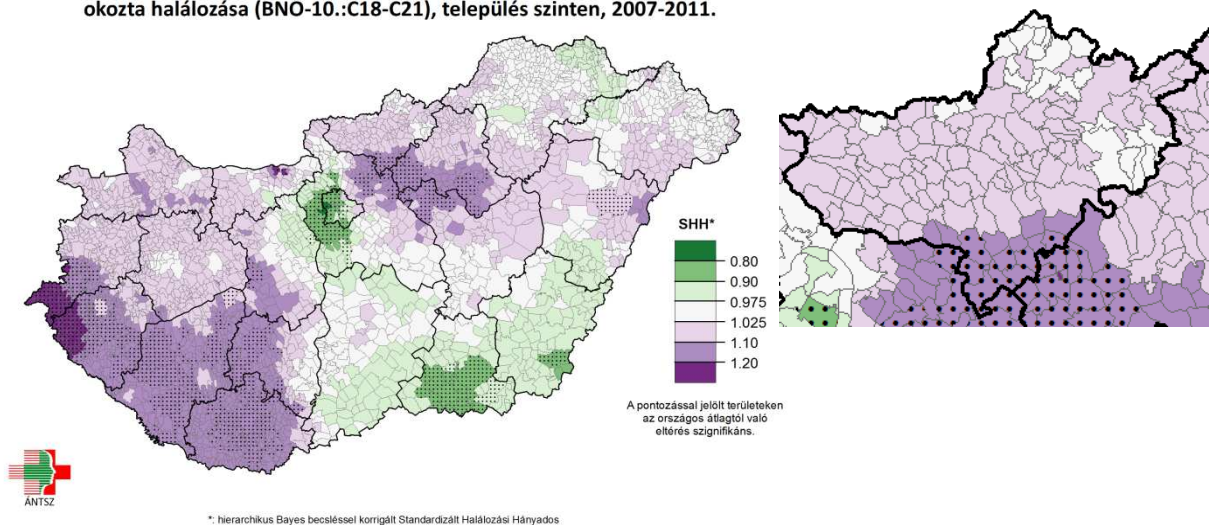 okozta halálozása (BNO-10.:C18-C21), település szinten, 2007-2011.
SHH*
0.80
0.90
0.975
1.025
1.10
1.20
A pontozással jelölt területeken
az országos átlagtól való
eltérés szignifikáns.
ÁNTSZ
*: hierarchikus Bayes becsléssel korrigált Standardizált Halálozási Hányados